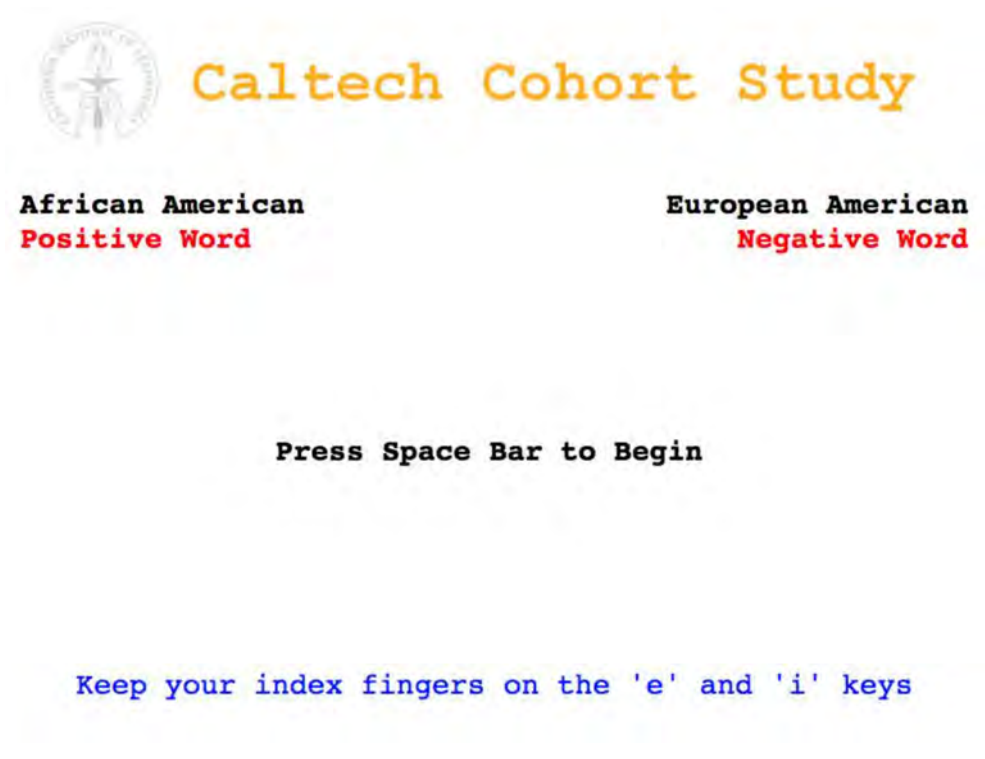 Caltech Cohort Study
African American European American
Positive Word Negative Word
Press Space Bar to Begin
Keep your index fingers on the 'e' and 'i' keys